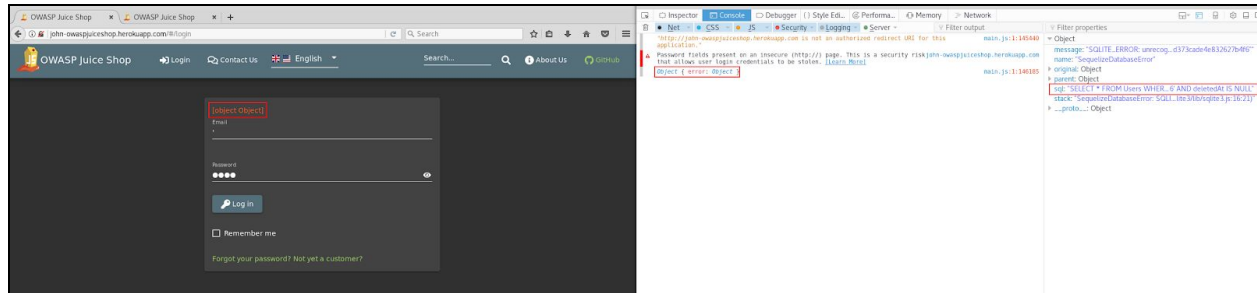 OWASP Juice Shop × OWASP Juice Shop × +
john-owaspjuiceshop.herokuapp.com/#/login
Search
OWASP Juice Shop Login Contact Us English Search... About Us GitHub
[object Object]
Email
'
Password
●●●●
Log in
Remember me
Forgot your password? Not yet a customer?
Inspector Console Debugger {} Style Edi... Performa... Memory Network
Net CSS JS Security Logging Server Filter output
"http://john-owaspjuiceshop.herokuapp.com is not an authorized redirect URI for this application." main.js:1:145449
Password fields present on an insecure (http://) page. This is a security risk that allows user login credentials to be stolen. [Learn More] john-owaspjuiceshop.herokuapp.com
Object { error: Object } main.js:1:146185
Filter properties
Object
message: "SQLITE_ERROR: unrecog...d373cade4e832627b4f6"
name: "SequelizeDatabaseError"
original: Object
parent: Object
sql: "SELECT * FROM Users WHER...6' AND deletedAt IS NULL"
stack: "SequelizeDatabaseError: SQLI...lite3/lib/sqlite3.js:16:21)"
__proto__: Object